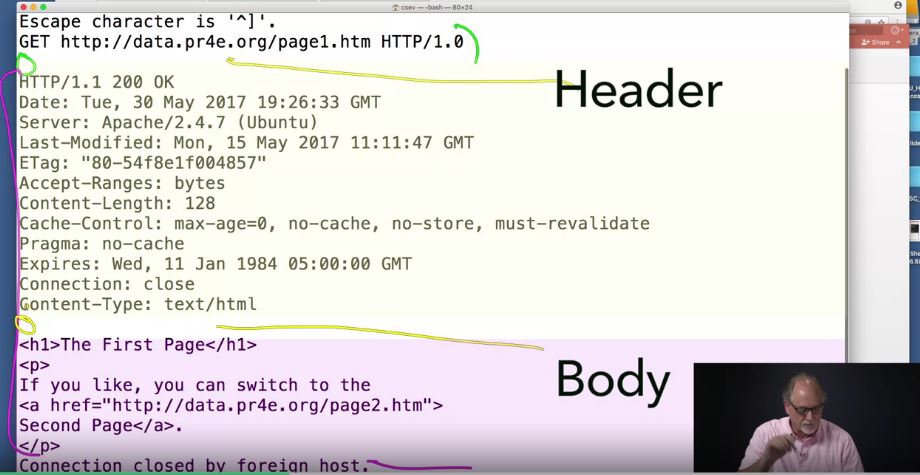 csev — -bash — 80×24
Escape character is '^]'.
GET http://data.pr4e.org/page1.htm HTTP/1.0
Share
HTTP/1.1 200 OK
Header
Date: Tue, 30 May 2017 19:26:33 GMT
Server: Apache/2.4.7 (Ubuntu)
Last-Modified: Mon, 15 May 2017 11:11:47 GMT
ETag: "80-54f8e1f004857"
Accept-Ranges: bytes
Content-Length: 128
Cache-Control: max-age=0, no-cache, no-store, must-revalidate
Pragma: no-cache
Expires: Wed, 11 Jan 1984 05:00:00 GMT
Connection: close
Content-Type: text/html
<h1>The First Page</h1>
<p>
If you like, you can switch to the
Body
<a href="http://data.pr4e.org/page2.htm">
Second Page</a>.
</p>
Connection closed by foreign host.